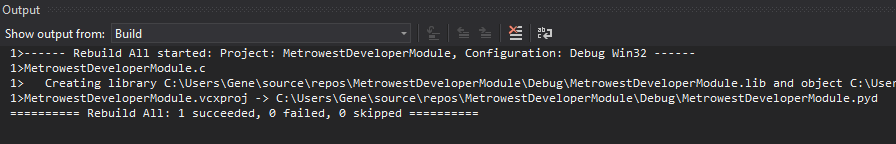 Output
Show output from: Build
1>------ Rebuild All started: Project: MetrowestDeveloperModule, Configuration: Debug Win32 ------
1>MetrowestDeveloperModule.c
1>   Creating library C:\Users\Gene\source\repos\MetrowestDeveloperModule\Debug\MetrowestDeveloperModule.lib and object C:\User
1>MetrowestDeveloperModule.vcxproj -> C:\Users\Gene\source\repos\MetrowestDeveloperModule\Debug\MetrowestDeveloperModule.pyd
========== Rebuild All: 1 succeeded, 0 failed, 0 skipped ==========